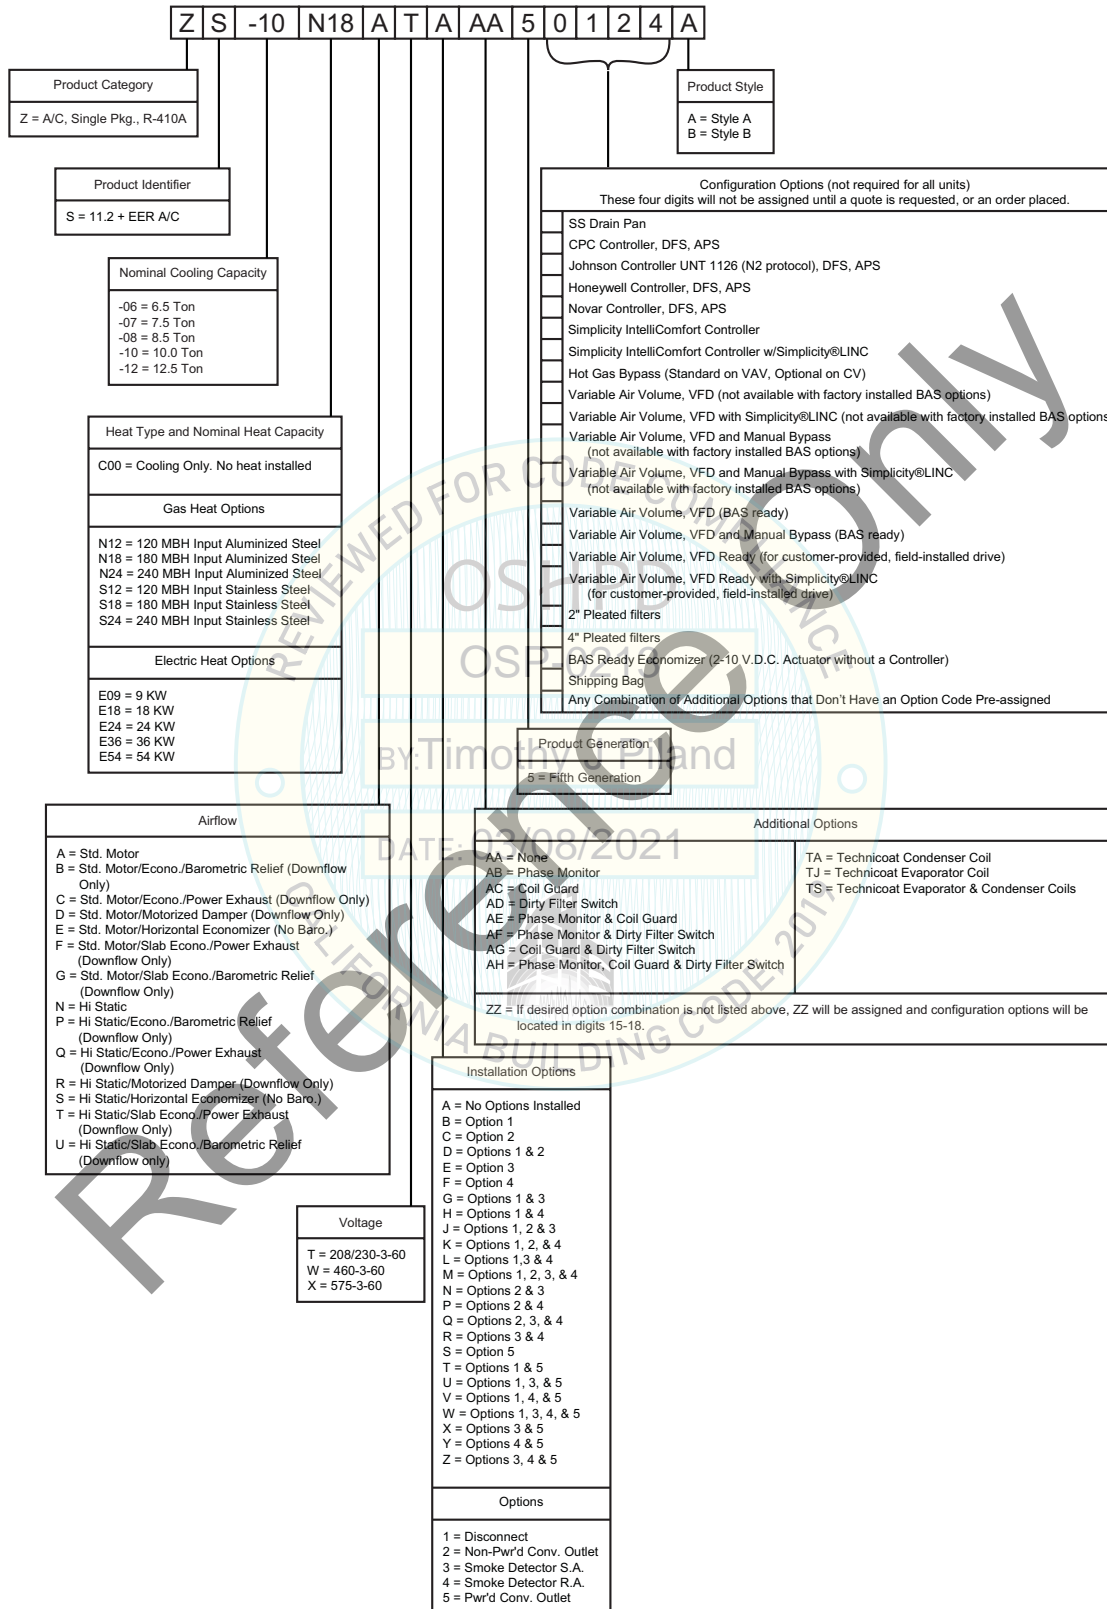 Z S -10 N18 A T A AA 5 0 1 2 4 A
Product Category
Z = A/C, Single Pkg., R-410A
Product Identifier
S = 11.2 + EER A/C
Nominal Cooling Capacity
-06 = 6.5 Ton
-07 = 7.5 Ton
-08 = 8.5 Ton
-10 = 10.0 Ton
-12 = 12.5 Ton
Heat Type and Nominal Heat Capacity
C00 = Cooling Only. No heat installed
Gas Heat Options
N12 = 120 MBH Input Aluminized Steel
N18 = 180 MBH Input Aluminized Steel
N24 = 240 MBH Input Aluminized Steel
S12 = 120 MBH Input Stainless Steel
S18 = 180 MBH Input Stainless Steel
S24 = 240 MBH Input Stainless Steel
Electric Heat Options
E09 = 9 KW
E18 = 18 KW
E24 = 24 KW
E36 = 36 KW
E54 = 54 KW
Airflow
A = Std. Motor
B = Std. Motor/Econo./Barometric Relief (Downflow
Only)
C = Std. Motor/Econo./Power Exhaust (Downflow Only)
D = Std. Motor/Motorized Damper (Downflow Only)
E = Std. Motor/Horizontal Economizer (No Baro.)
F = Std. Motor/Slab Econo./Power Exhaust
(Downflow Only)
G = Std. Motor/Slab Econo./Barometric Relief
(Downflow Only)
N = Hi Static
P = Hi Static/Econo./Barometric Relief
(Downflow Only)
Q = Hi Static/Econo./Power Exhaust
(Downflow Only)
R = Hi Static/Motorized Damper (Downflow Only)
S = Hi Static/Horizontal Economizer (No Baro.)
T = Hi Static/Slab Econo./Power Exhaust
(Downflow Only)
U = Hi Static/Slab Econo./Barometric Relief
(Downflow only)
Voltage
T = 208/230-3-60
W = 460-3-60
X = 575-3-60
Installation Options
A = No Options Installed
B = Option 1
C = Option 2
D = Options 1 & 2
E = Option 3
F = Option 4
G = Options 1 & 3
H = Options 1 & 4
J = Options 1, 2 & 3
K = Options 1, 2, & 4
L = Options 1,3 & 4
M = Options 1, 2, 3, & 4
N = Options 2 & 3
P = Options 2 & 4
Q = Options 2, 3, & 4
R = Options 3 & 4
S = Option 5
T = Options 1 & 5
U = Options 1, 3, & 5
V = Options 1, 4, & 5
W = Options 1, 3, 4, & 5
X = Options 3 & 5
Y = Options 4 & 5
Z = Options 3, 4 & 5
Options
1 = Disconnect
2 = Non-Pwr'd Conv. Outlet
3 = Smoke Detector S.A.
4 = Smoke Detector R.A.
5 = Pwr'd Conv. Outlet
Additional Options
AA = None
AB = Phase Monitor
AC = Coil Guard
AD = Dirty Filter Switch
AE = Phase Monitor & Coil Guard
AF = Phase Monitor & Dirty Filter Switch
AG = Coil Guard & Dirty Filter Switch
AH = Phase Monitor, Coil Guard & Dirty Filter Switch
TA = Technicoat Condenser Coil
TJ = Technicoat Evaporator Coil
TS = Technicoat Evaporator & Condenser Coils
ZZ = If desired option combination is not listed above, ZZ will be assigned and configuration options will be
located in digits 15-18.
Product Generation
5 = Fifth Generation
Configuration Options (not required for all units)
These four digits will not be assigned until a quote is requested, or an order placed.
SS Drain Pan
CPC Controller, DFS, APS
Johnson Controller UNT 1126 (N2 protocol), DFS, APS
Honeywell Controller, DFS, APS
Novar Controller, DFS, APS
Simplicity IntelliComfort Controller
Simplicity IntelliComfort Controller w/Simplicity®LINC
Hot Gas Bypass (Standard on VAV, Optional on CV)
Variable Air Volume, VFD (not available with factory installed BAS options)
Variable Air Volume, VFD with Simplicity®LINC (not available with factory installed BAS options
Variable Air Volume, VFD and Manual Bypass
(not available with factory installed BAS options)
Variable Air Volume, VFD and Manual Bypass with Simplicity®LINC
(not available with factory installed BAS options)
Variable Air Volume, VFD (BAS ready)
Variable Air Volume, VFD and Manual Bypass (BAS ready)
Variable Air Volume, VFD Ready (for customer-provided, field-installed drive)
Variable Air Volume, VFD Ready with Simplicity®LINC
(for customer-provided, field-installed drive)
2" Pleated filters
4" Pleated filters
BAS Ready Economizer (2-10 V.D.C. Actuator without a Controller)
Shipping Bag
Any Combination of Additional Options that Don't Have an Option Code Pre-assigned
Product Style
A = Style A
B = Style B
REVIEWED FOR CODE COMPLIANCE
OSHPD
OSP-0213
BY: Timothy J Piland
DATE: 03/08/2021
CALIFORNIA BUILDING CODE, 2019
Reference Only